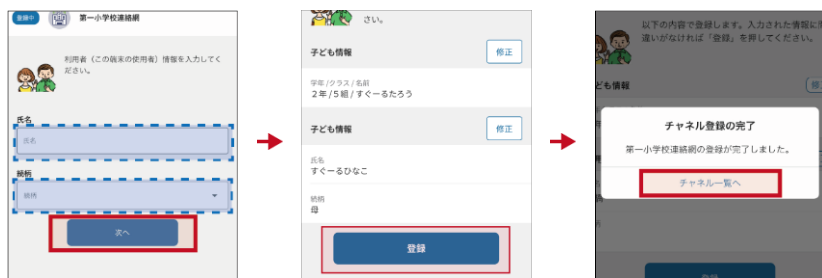 登録中
第一小学校連絡網
利用者（この端末の使用者）情報を入力してく
ださい。
氏名
氏名
続柄
続柄
次へ
さい。
子ども情報
修正
学年/クラス/名前
2年/5組/すぐーるたろう
子ども情報
修正
氏名
すぐーるひなこ
続柄
母
登録
以下の内容で登録します。入力された情報に間
違いがなければ「登録」を押してください。
ども情報
修
チャネル登録の完了
第一小学校連絡網の登録が完了しました。
チャネル一覧へ
登録